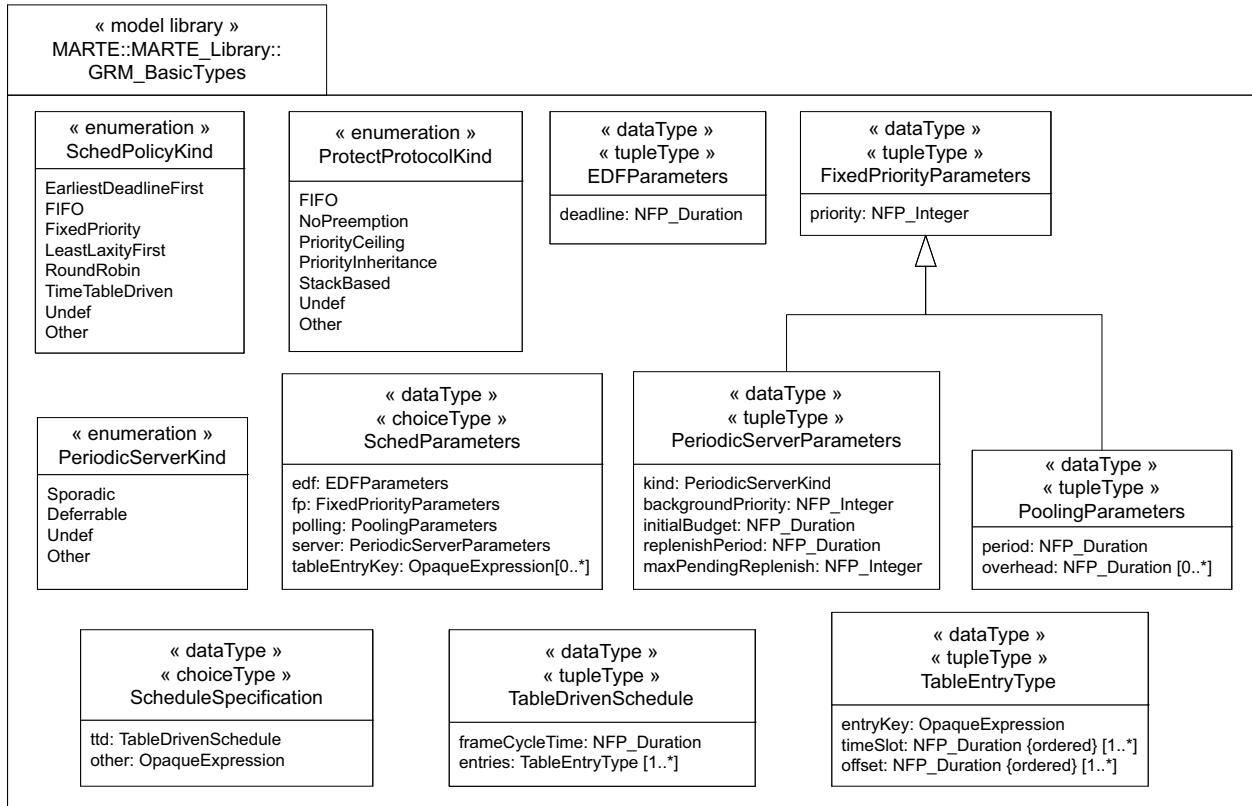 « model library »
MARTE::MARTE_Library::
GRM_BasicTypes
« enumeration »
SchedPolicyKind
EarliestDeadlineFirst
FIFO
FixedPriority
LeastLaxityFirst
RoundRobin
TimeTableDriven
Undef
Other
« enumeration »
ProtectProtocolKind
FIFO
NoPreemption
PriorityCeiling
PriorityInheritance
StackBased
Undef
Other
« dataType »
« tupleType »
EDFParameters
deadline: NFP_Duration
« dataType »
« tupleType »
FixedPriorityParameters
priority: NFP_Integer
« enumeration »
PeriodicServerKind
Sporadic
Deferrable
Undef
Other
« dataType »
« choiceType »
SchedParameters
edf: EDFParameters
fp: FixedPriorityParameters
polling: PoolingParameters
server: PeriodicServerParameters
tableEntryKey: OpaqueExpression[0..*]
« dataType »
« tupleType »
PeriodicServerParameters
kind: PeriodicServerKind
backgroundPriority: NFP_Integer
initialBudget: NFP_Duration
replenishPeriod: NFP_Duration
maxPendingReplenish: NFP_Integer
« dataType »
« tupleType »
PoolingParameters
period: NFP_Duration
overhead: NFP_Duration [0..*]
« dataType »
« choiceType »
ScheduleSpecification
ttd: TableDrivenSchedule
other: OpaqueExpression
« dataType »
« tupleType »
TableDrivenSchedule
frameCycleTime: NFP_Duration
entries: TableEntryType [1..*]
« dataType »
« tupleType »
TableEntryType
entryKey: OpaqueExpression
timeSlot: NFP_Duration {ordered} [1..*]
offset: NFP_Duration {ordered} [1..*]